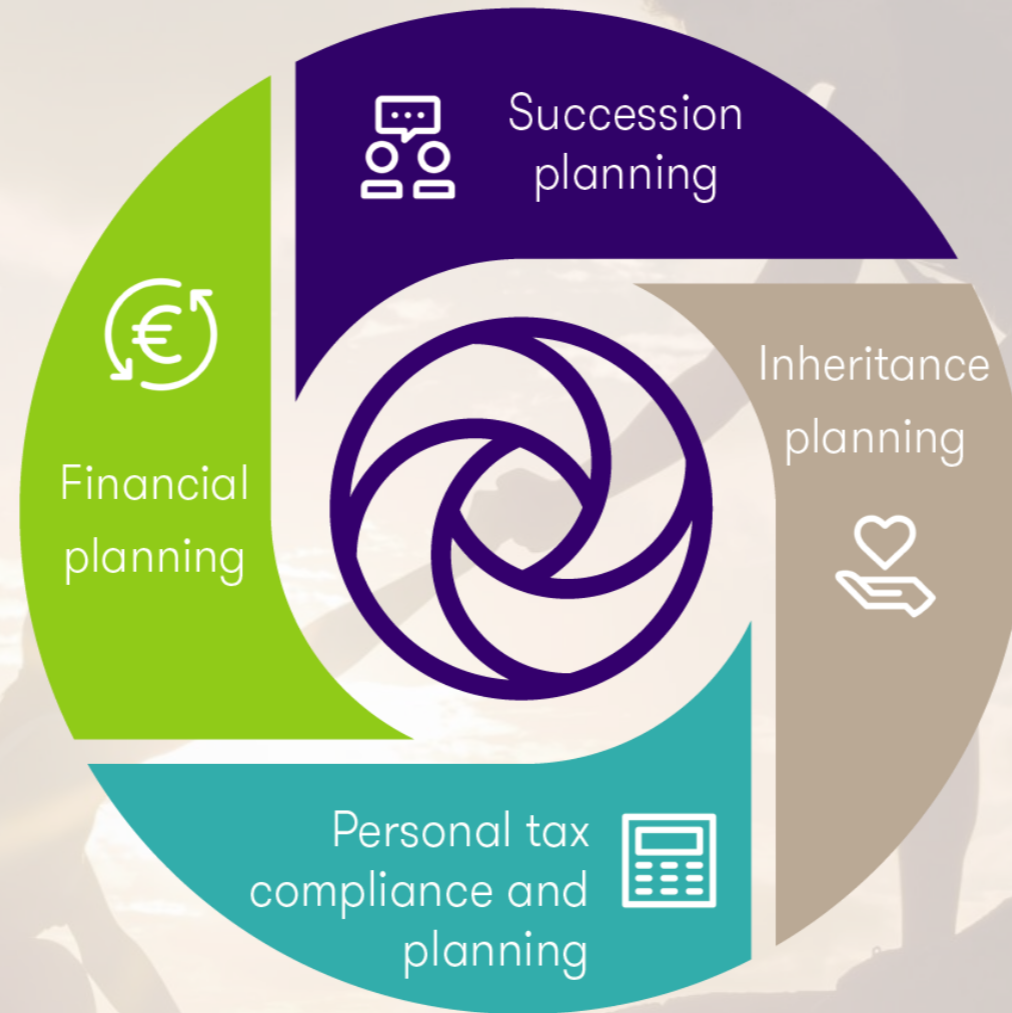 Succession
planning
Inheritance
planning
Financial
planning
Personal tax
compliance and
planning
€